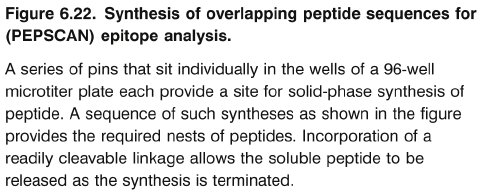 Figure 6.22. Synthesis of overlapping peptide sequences for
(PEPSCAN) epitope analysis.
A series of pins that sit individually in the wells of a 96-well
microtiter plate each provide a site for solid-phase synthesis of
peptide. A sequence of such syntheses as shown in the figure
provides the required nests of peptides. Incorporation of a
readily cleavable linkage allows the soluble peptide to be
released as the synthesis is terminated.